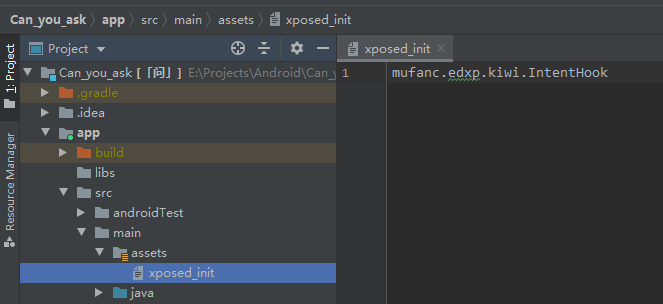 Can_you_ask app src main assets xposed_init
Project
xposed_init
1: Project
Resource Manager
Can_you_ask [「问」] E:\Projects\Android\Can_y
.gradle
.idea
app
build
libs
src
androidTest
main
assets
xposed_init
java
1 mufanc.edxp.kiwi.IntentHook